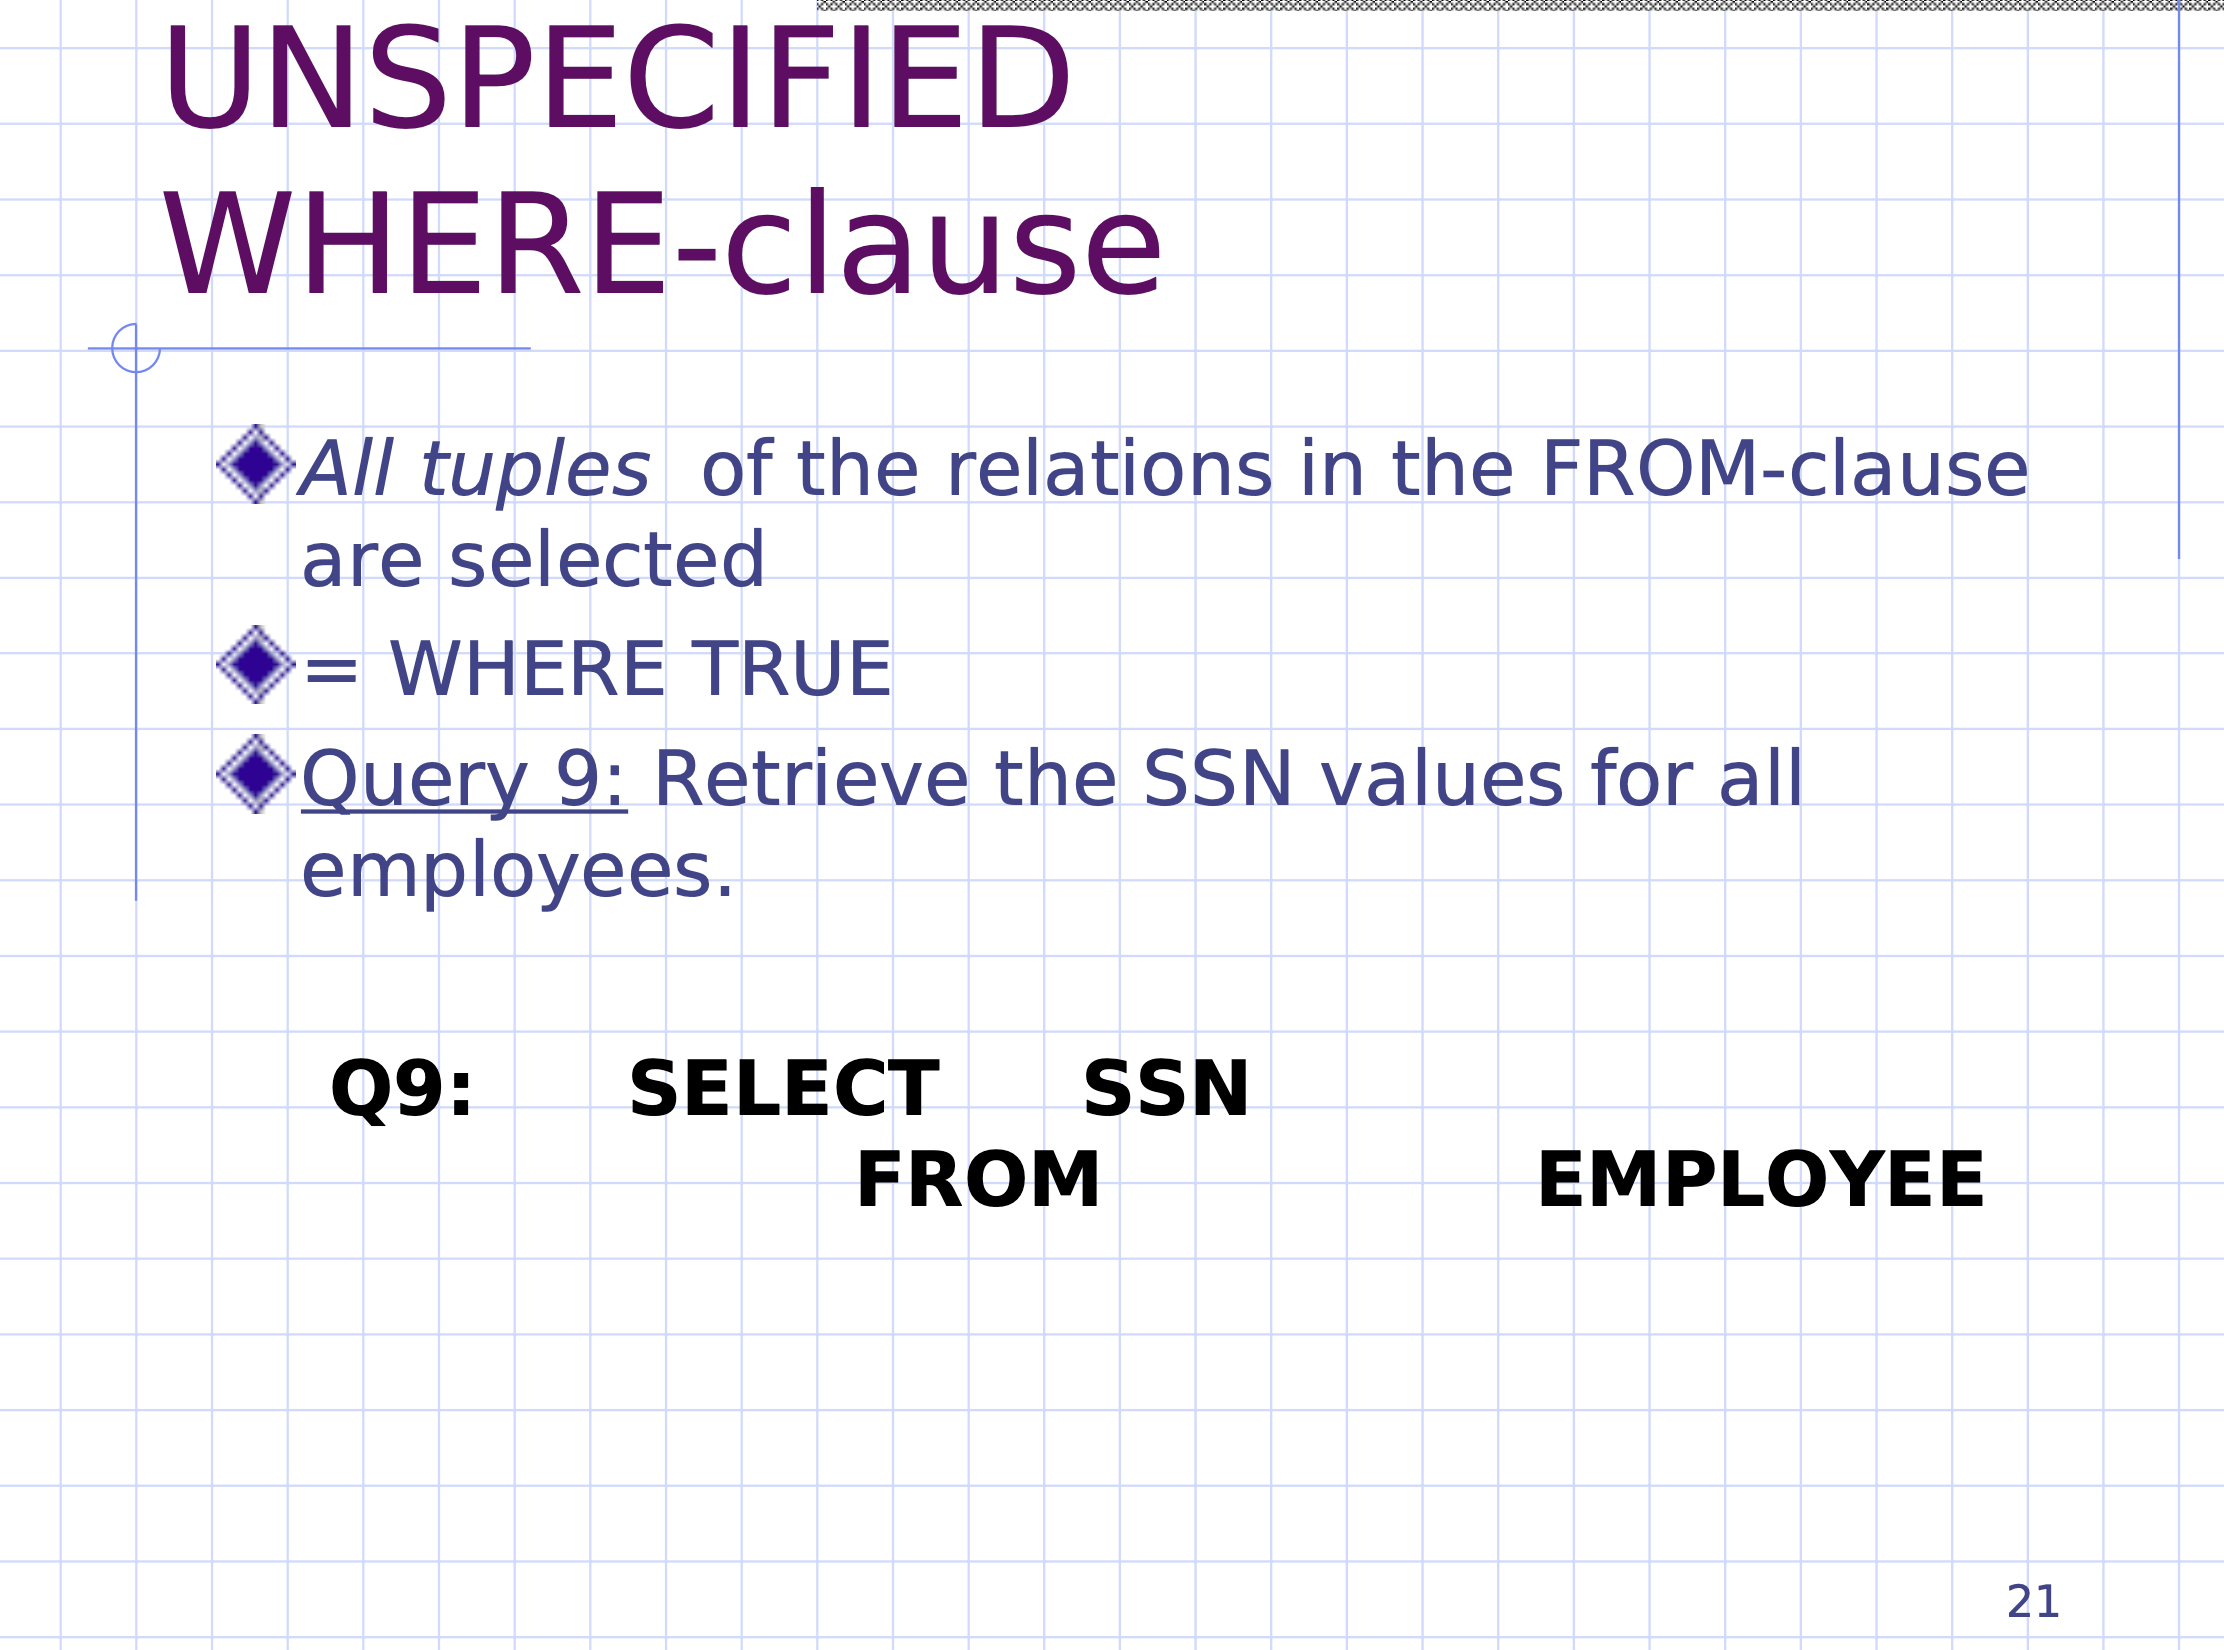 UNSPECIFIED
WHERE-clause
All tuples of the relations in the FROM-clause
are selected
= WHERE TRUE
Query 9: Retrieve the SSN values for all
employees.
Q9: SELECT SSN
FROM EMPLOYEE
21